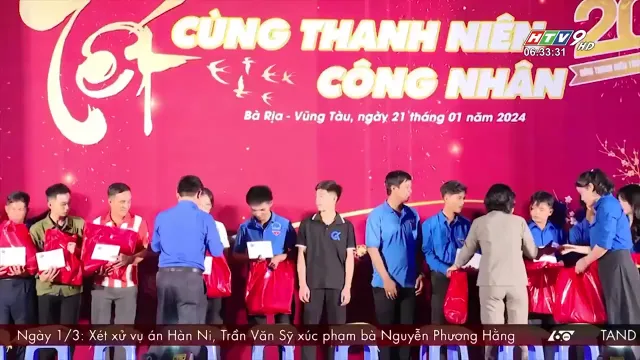 HTV9 HD
06:33:31
Tết
CÙNG THANH NIÊN
CÔNG NHÂN
20
Bà Rịa - Vũng Tàu, ngày 21 tháng 01 năm 2024
Ngày 1/3: Xét xử vụ án Hàn Ni, Trần Văn Sỹ xúc phạm bà Nguyễn Phương Hằng
60
TAND